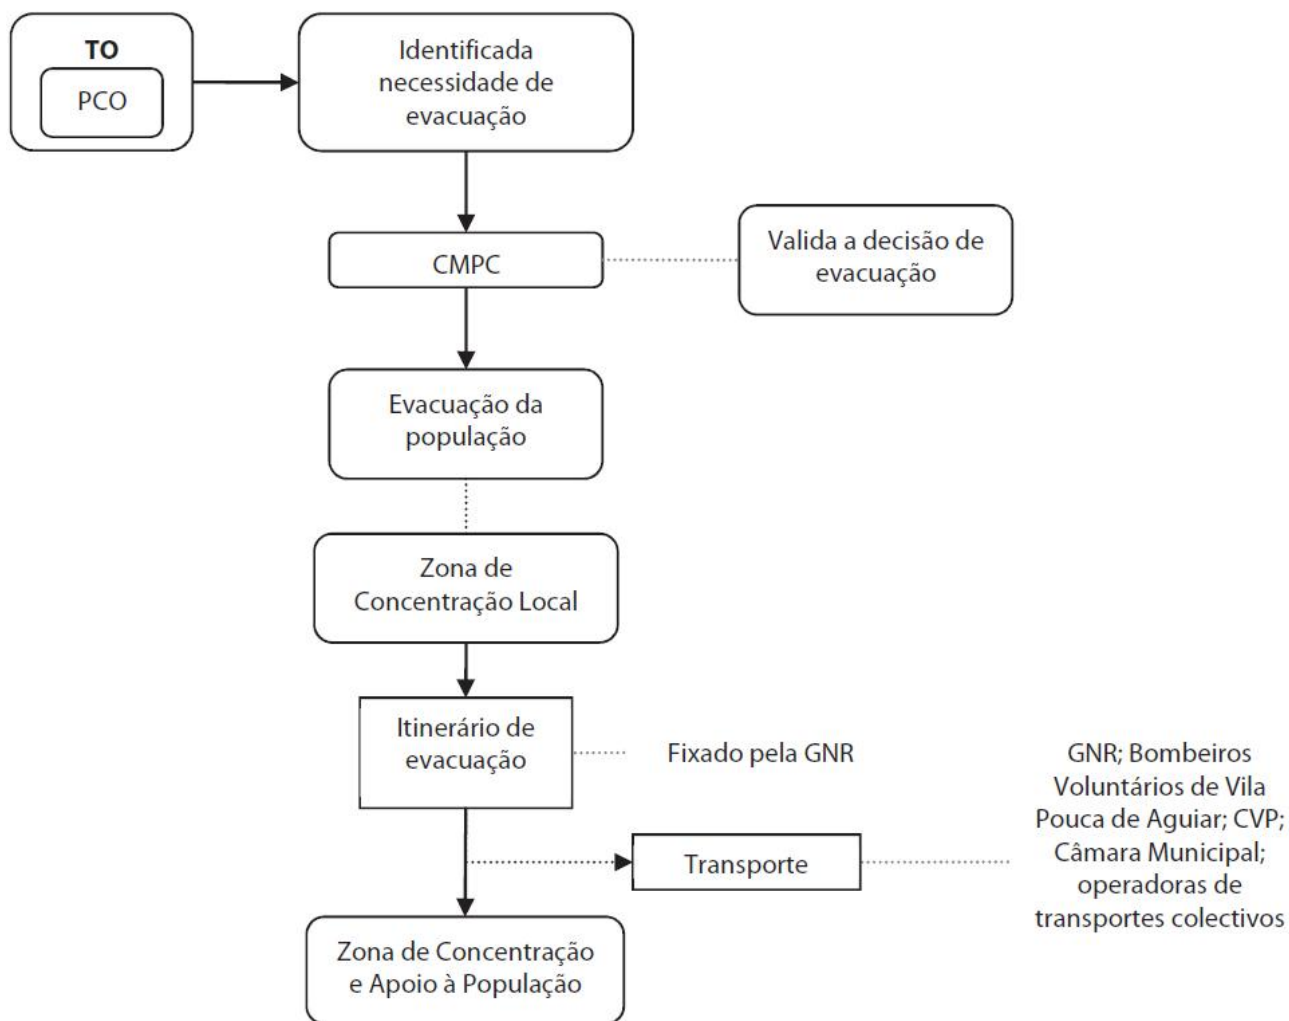 TO
PCO
Identificada
necessidade de
evacuação
CMPC
Valida a decisão de
evacuação
Evacuação da
população
Zona de
Concentração Local
Itinerário de
evacuação
Fixado pela GNR
GNR; Bombeiros
Voluntários de Vila
Pouca de Aguiar; CVP;
Câmara Municipal;
operadoras de
transportes colectivos
Transporte
Zona de Concentração
e Apoio à População